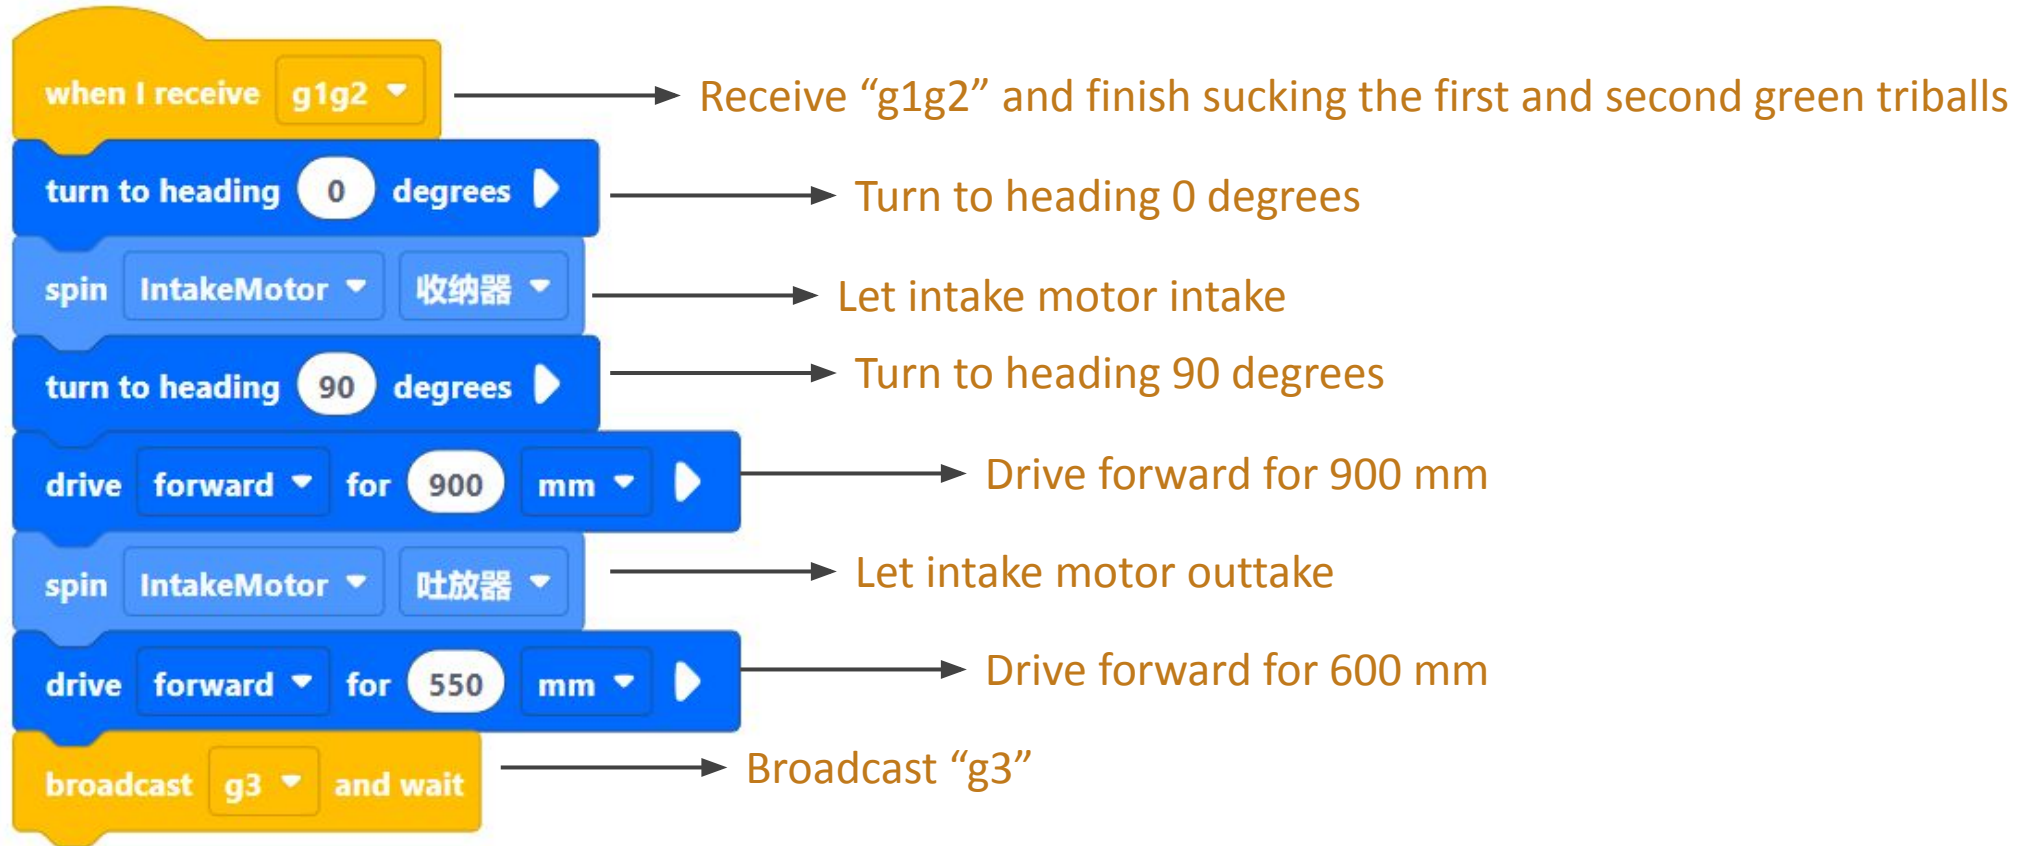 when I receive g1g2
Receive “g1g2” and finish sucking the first and second green triballs
turn to heading 0 degrees
Turn to heading 0 degrees
spin IntakeMotor 收纳器
Let intake motor intake
turn to heading 90 degrees
Turn to heading 90 degrees
drive forward for 900 mm
Drive forward for 900 mm
spin IntakeMotor 吐放器
Let intake motor outtake
drive forward for 550 mm
Drive forward for 600 mm
broadcast g3 and wait
Broadcast “g3”